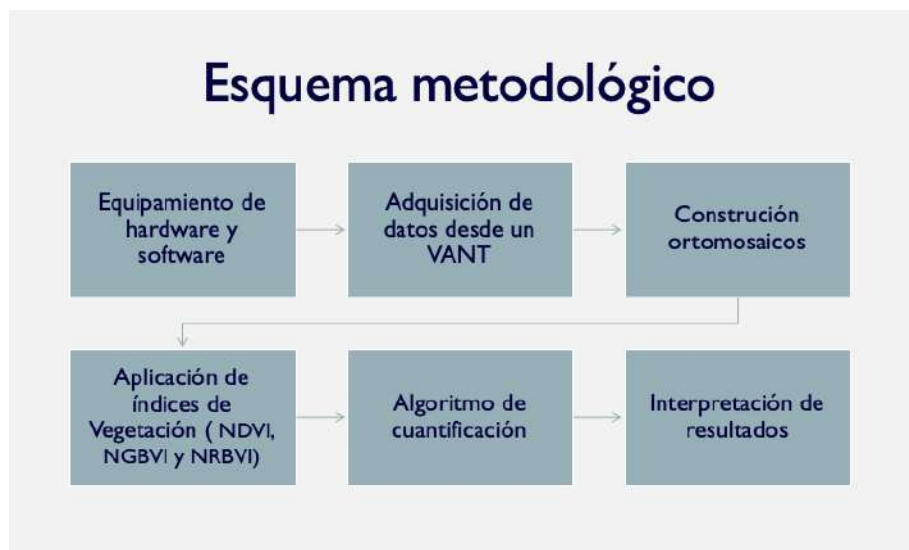 Esquema metodológico
Equipamiento de
hardware y
software
Adquisición de
datos desde un
VANT
Construción
ortomosaicos
Aplicación de
índices de
Vegetación ( NDVI,
NGBVI y NRBVI)
Algoritmo de
cuantificación
Interpretación de
resultados